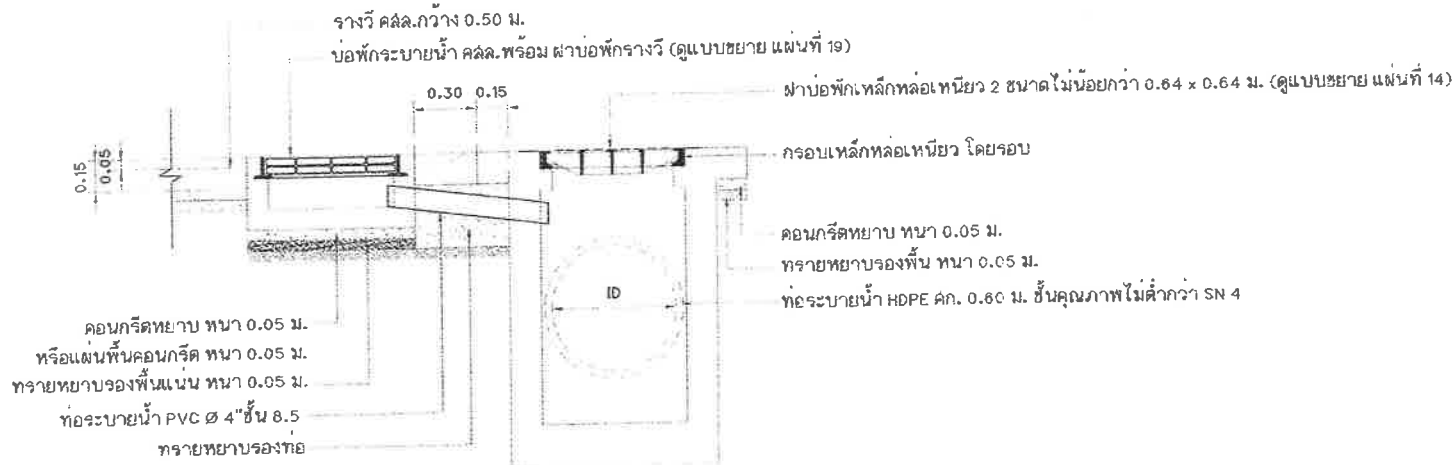 รางวี คสล.กว้าง 0.50 ม.
บ่อพักระบายน้ำ คสล.พร้อม ฝาบ่อพักรางวี (ดูแบบขยาย แผ่นที่ 19)
ฝาบ่อพักเหล็กหล่อเหนียว 2 ขนาดไม่น้อยกว่า 0.64 x 0.64 ม. (ดูแบบขยาย แผ่นที่ 14)
0.30 0.15
กรอบเหล็กหล่อเหนียว โดยรอบ
0.15
0.05
คอนกรีตหยาบ หนา 0.05 ม.
ทรายหยาบรองพื้น หนา 0.05 ม.
ID
ท่อระบายน้ำ HDPE ศก. 0.60 ม. ชั้นคุณภาพไม่ต่ำกว่า SN 4
คอนกรีตหยาบ หนา 0.05 ม.
หรือแผ่นพื้นคอนกรีต หนา 0.05 ม.
ทรายหยาบรองพื้นแน่น หนา 0.05 ม.
ท่อระบายน้ำ PVC Ø 4"ชั้น 8.5
ทรายหยาบรองท่อ